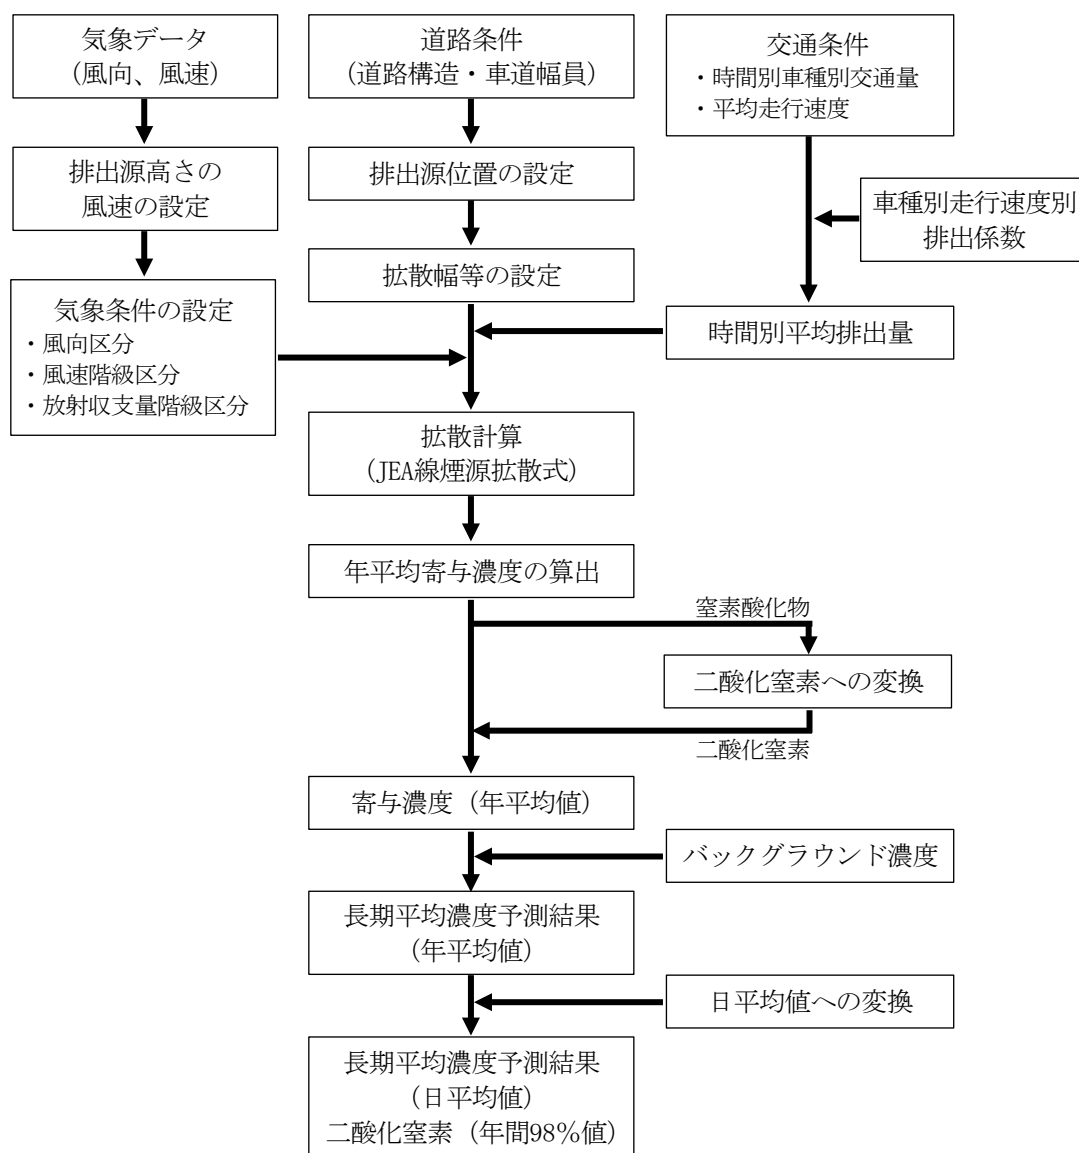 気象データ
(風向、風速)
道路条件
(道路構造・車道幅員)
交通条件
・時間別車種別交通量
・平均走行速度
排出源高さの
風速の設定
排出源位置の設定
車種別走行速度別
排出係数
拡散幅等の設定
気象条件の設定
・風向区分
・風速階級区分
・放射収支量階級区分
時間別平均排出量
拡散計算
(JEA線煙源拡散式)
年平均寄与濃度の算出
窒素酸化物
二酸化窒素への変換
二酸化窒素
寄与濃度(年平均値)
バックグラウンド濃度
長期平均濃度予測結果
(年平均値)
日平均値への変換
長期平均濃度予測結果
(日平均値)
二酸化窒素(年間98%値)